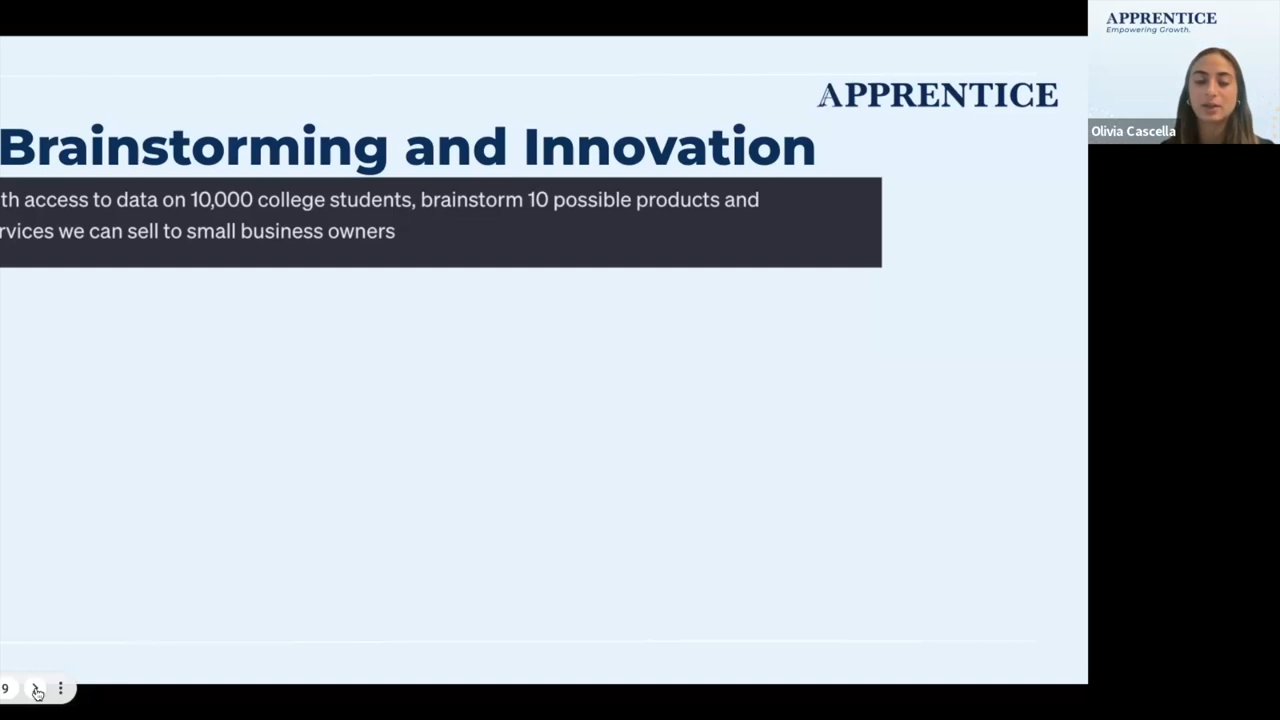 APPRENTICE
Empowering Growth.
APPRENTICE
Olivia Cascella
Brainstorming and Innovation
th access to data on 10,000 college students, brainstorm 10 possible products and
rvices we can sell to small business owners
9